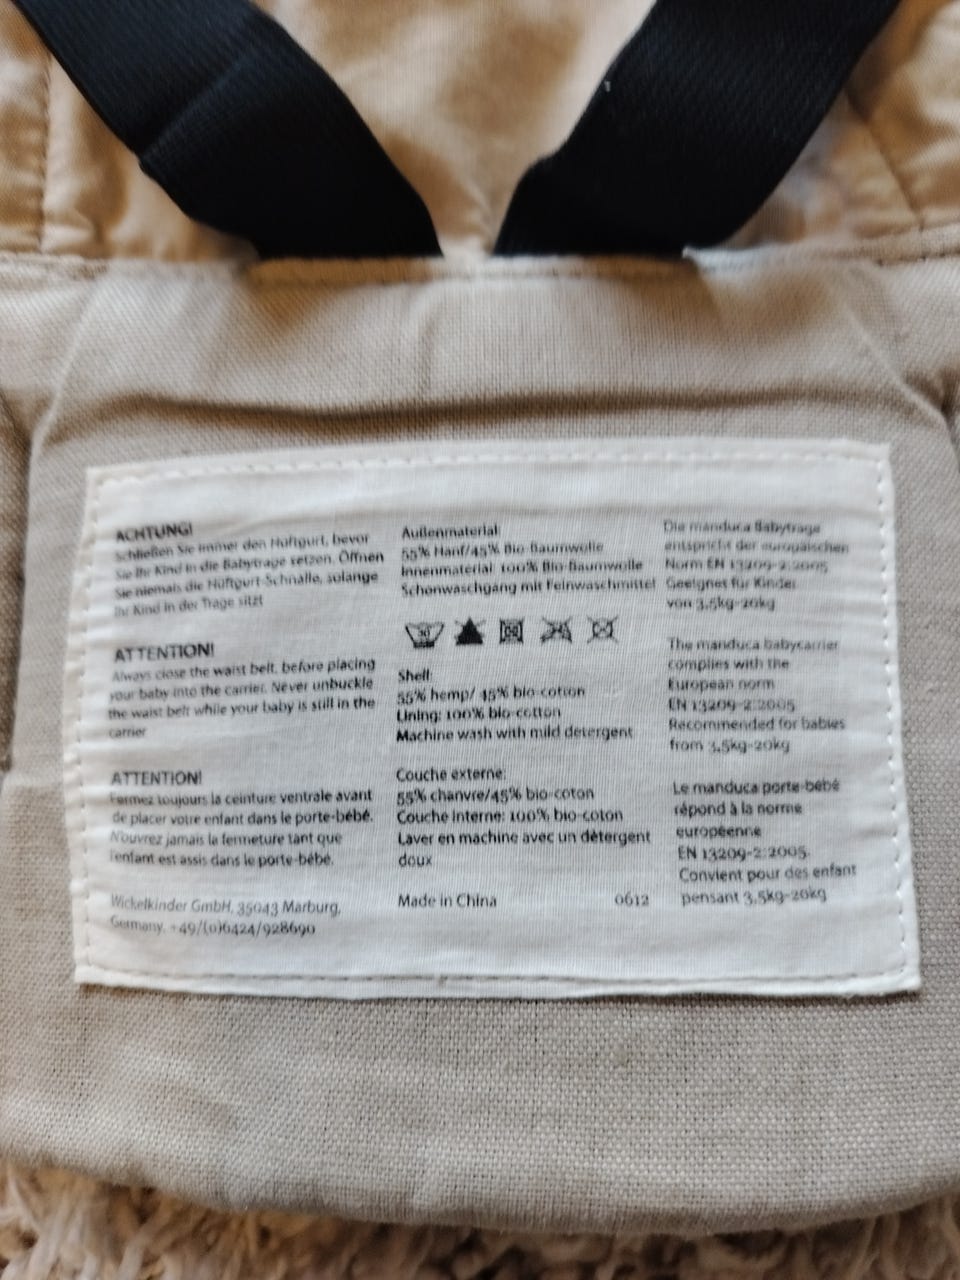 ACHTUNG!
Schließen Sie immer den Hüftgurt, bevor
Sie Ihr Kind in die Babytrage setzen. Öffnen
Sie niemals die Hüftgurt-Schnalle, solange
Ihr Kind in der Trage sitzt
ATTENTION!
Always close the waist belt, before placing
your baby into the carrier. Never unbuckle
the waist belt while your baby is still in the
carrier
ATTENTION!
Fermez toujours la ceinture ventrale avant
de placer votre enfant dans le porte-bébé.
N'ouvrez jamais la fermeture tant que
l'enfant est assis dans le porte-bébé.
Wickelkinder GmbH, 35043 Marburg,
Germany, +49/(0)6424/928690
Außenmaterial:
55% Hanf/45% Bio-Baumwolle
Innenmaterial: 100% Bio-Baumwolle
Schonwaschgang mit Feinwaschmittel
30
Shell:
55% hemp/ 45% bio-cotton
Lining: 100% bio-cotton
Machine wash with mild detergent
Couche externe:
55% chanvre/45% bio-coton
Couche interne: 100% bio-coton
Laver en machine avec un détergent
doux
Made in China 0612
Die manduca Babytrage
entspricht der europäischen
Norm EN 13209-2:2005
Geeignet für Kinder
von 3,5kg-20kg
The manduca babycarrier
complies with the
European norm
EN 13209-2:2005
Recommended for babies
from 3,5kg-20kg
Le manduca porte-bébé
répond à la norme
européenne
EN 13209-2:2005.
Convient pour des enfant
pensant 3,5kg-20kg